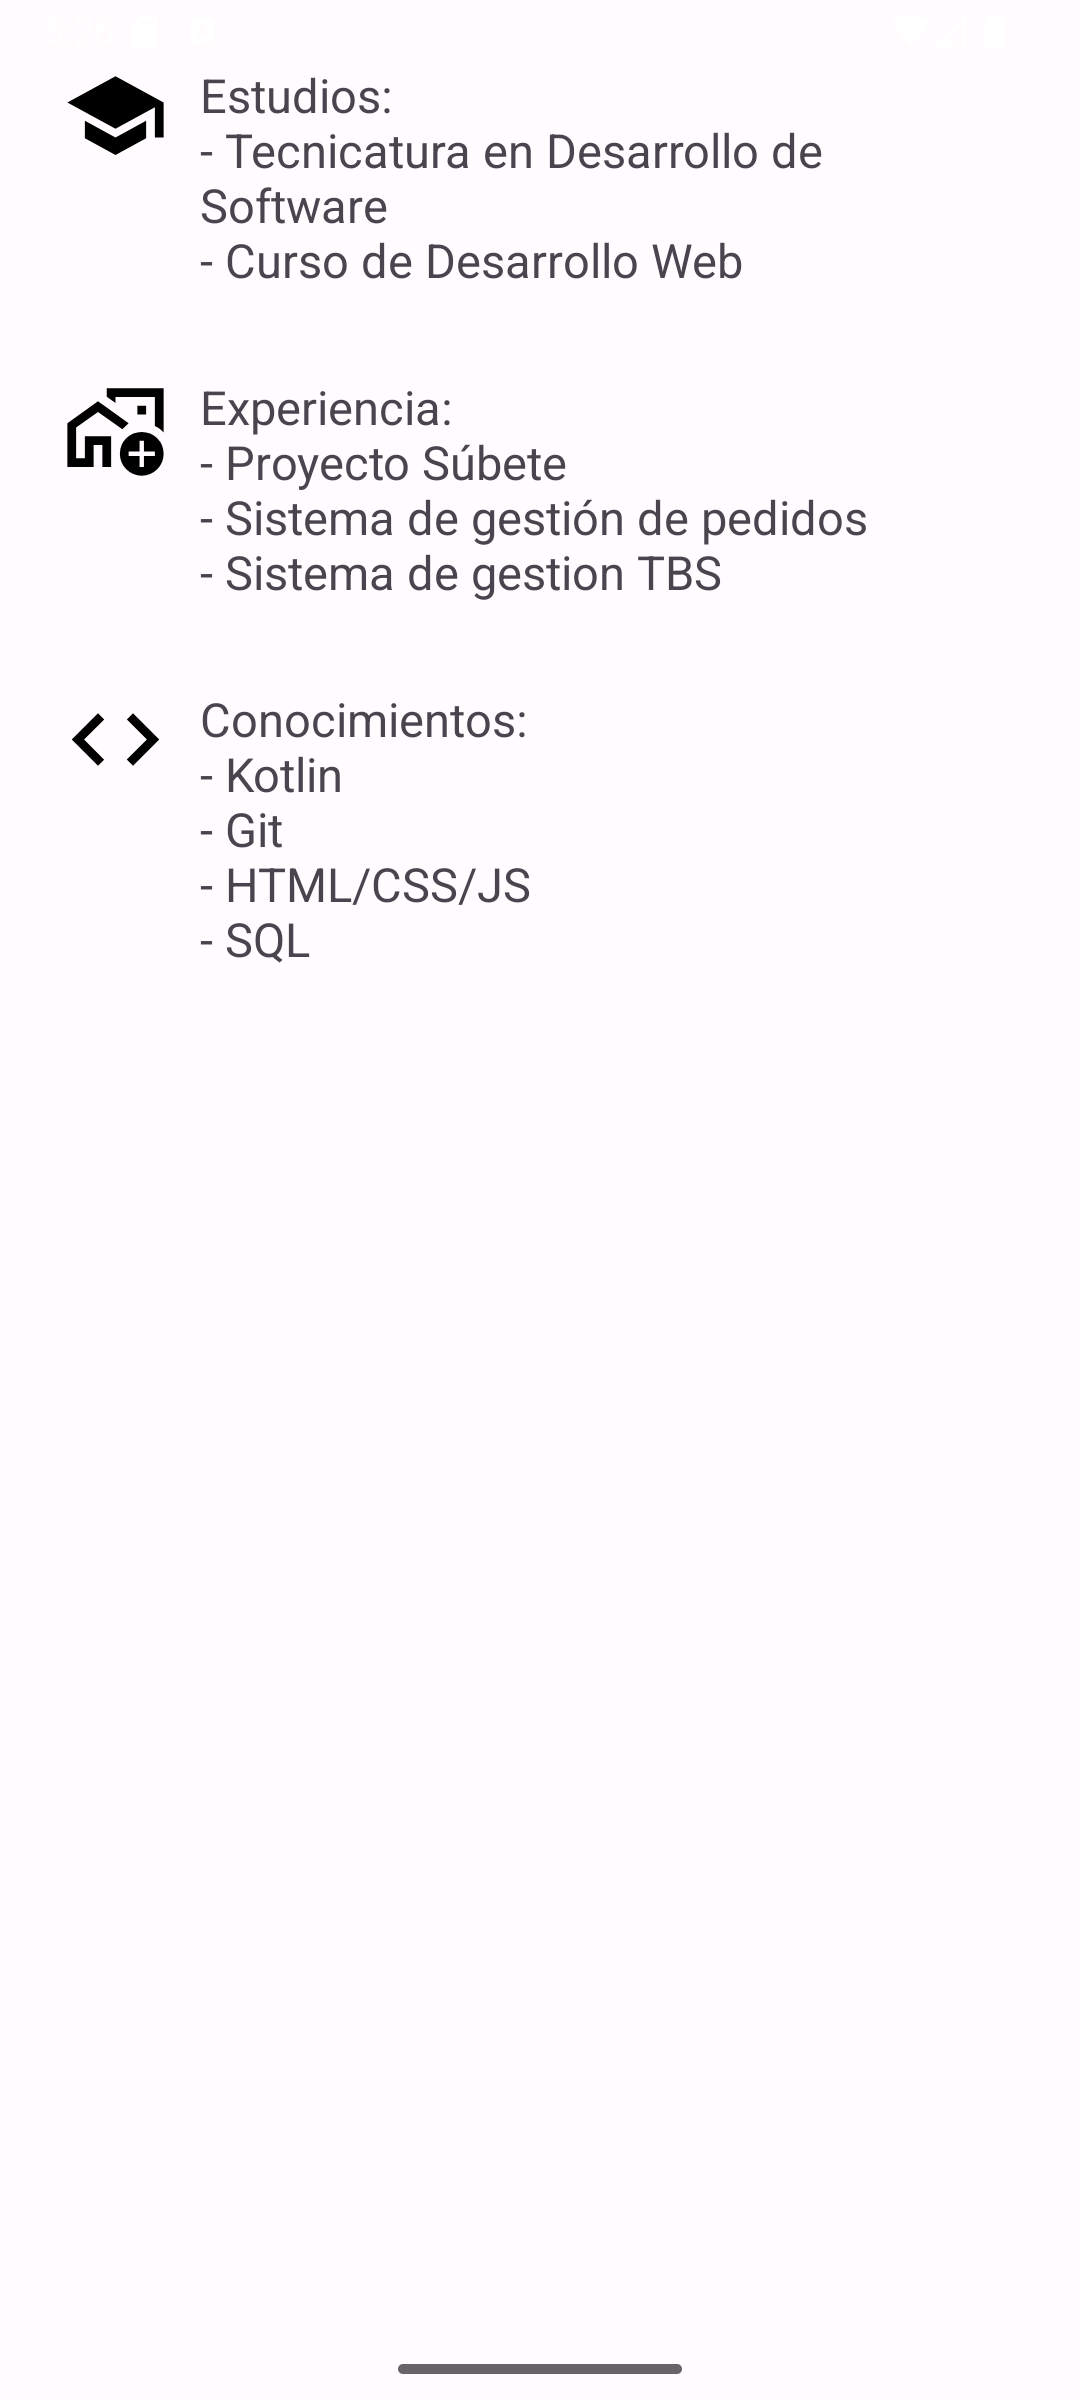 Estudios:
- Tecnicatura en Desarrollo de
Software
- Curso de Desarrollo Web
Experiencia:
- Proyecto Súbete
- Sistema de gestión de pedidos
- Sistema de gestion TBS
Conocimientos:
- Kotlin
- Git
- HTML/CSS/JS
- SQL